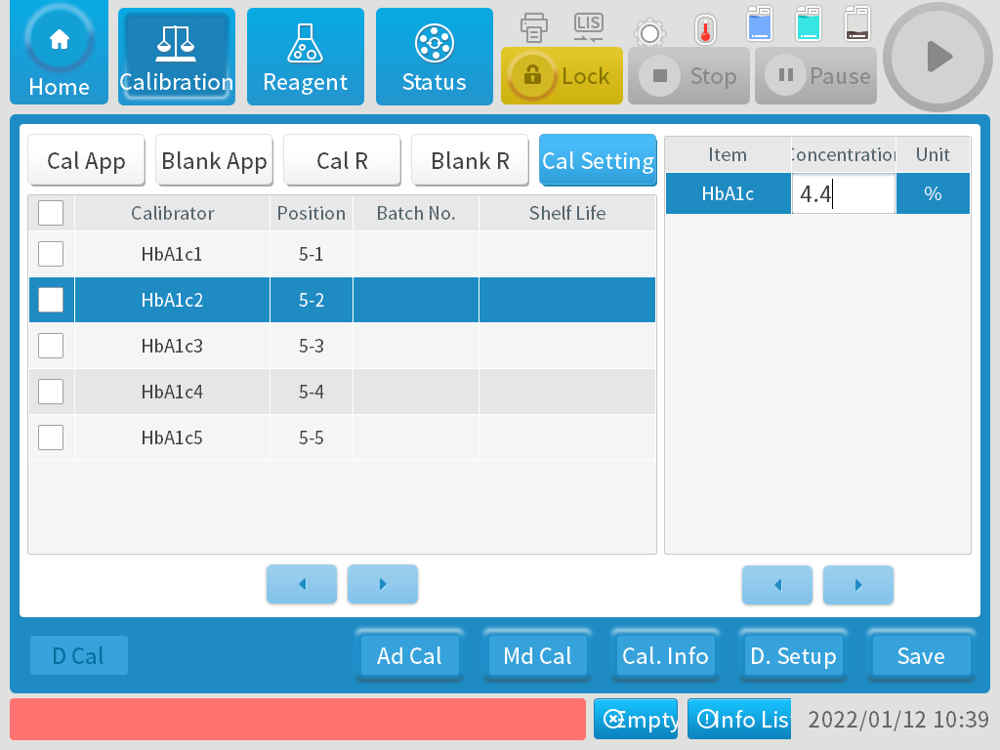 Home
Calibration
Reagent
Status
LIS
Lock
Stop
Pause
Cal App
Blank App
Cal R
Blank R
Cal Setting
Calibrator Position Batch No. Shelf Life
HbA1c1 5-1
HbA1c2 5-2
HbA1c3 5-3
HbA1c4 5-4
HbA1c5 5-5
Item Concentration Unit
HbA1c 4.4 %
D Cal
Ad Cal
Md Cal
Cal. Info
D. Setup
Save
Empty
Info Lis
2022/01/12 10:39